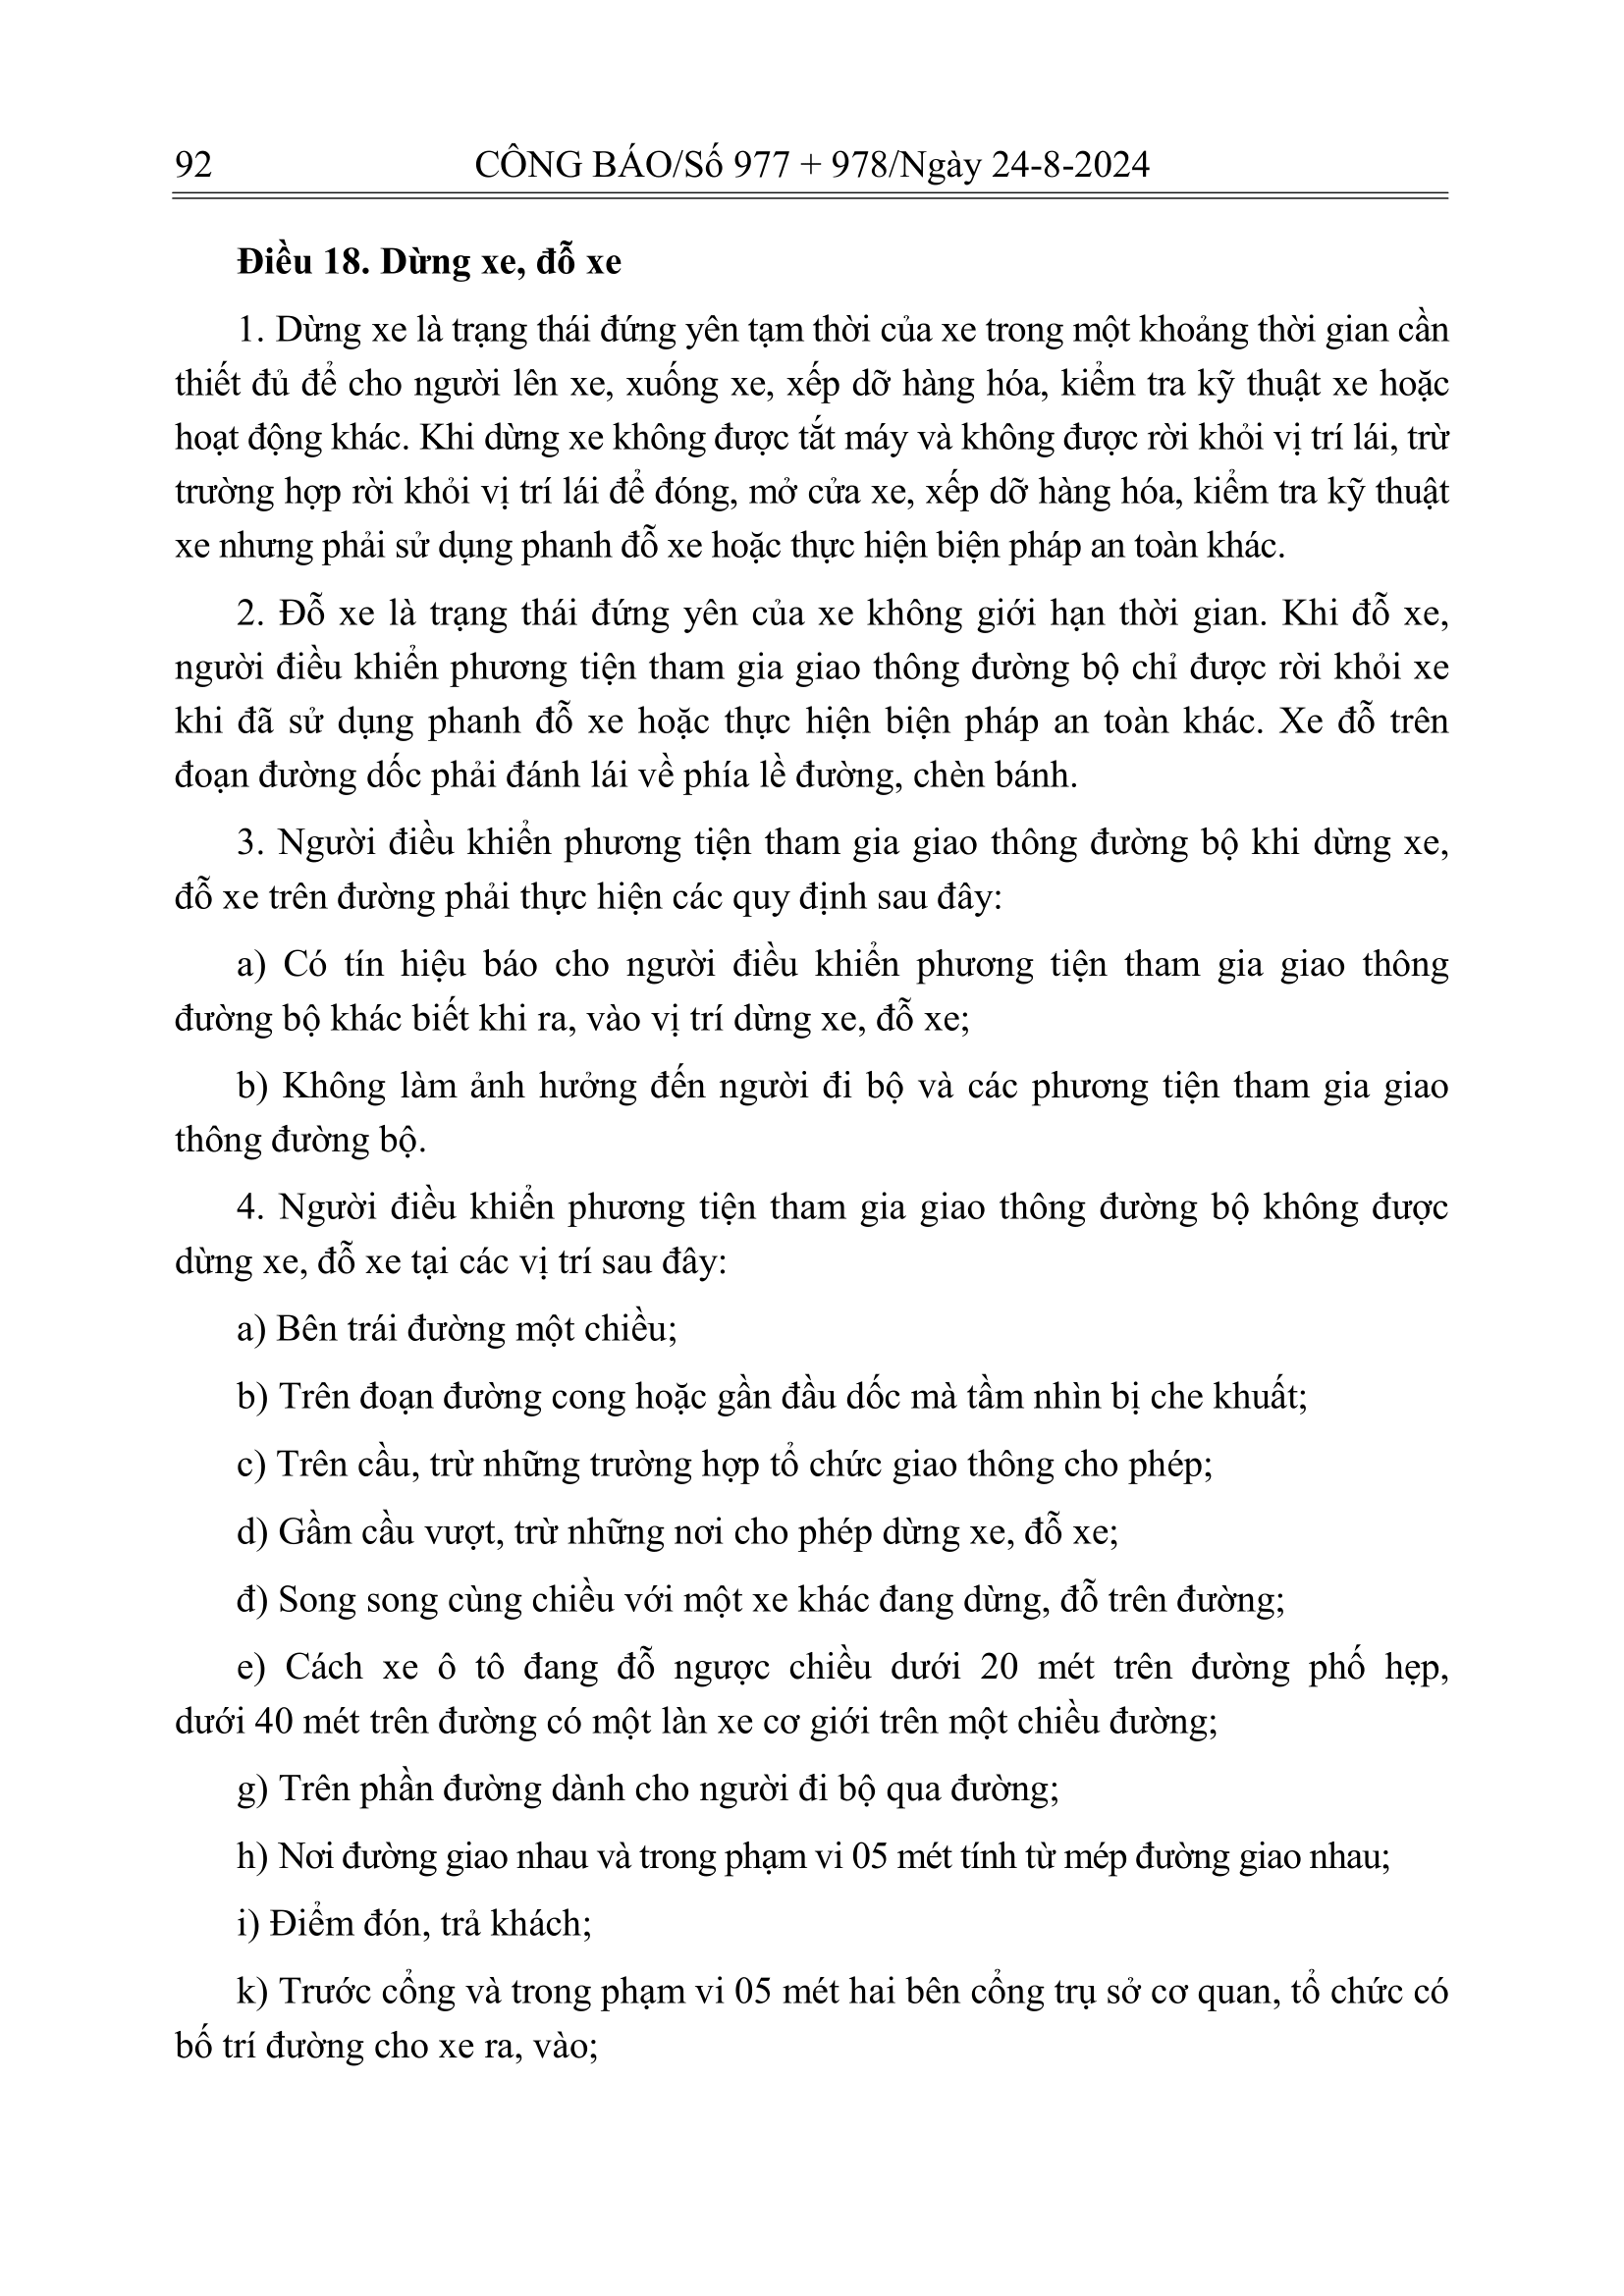 92
CÔNG BÁO/Số 977 + 978/Ngày 24-8-2024
Điều 18. Dừng xe, đỗ xe
1. Dừng xe là trạng thái đứng yên tạm thời của xe trong một khoảng thời gian cần
thiết đủ để cho người lên xe, xuống xe, xếp dỡ hàng hóa, kiểm tra kỹ thuật xe hoặc
hoạt động khác. Khi dừng xe không được tắt máy và không được rời khỏi vị trí lái, trừ
trường hợp rời khỏi vị trí lái để đóng, mở cửa xe, xếp dỡ hàng hóa, kiểm tra kỹ thuật
xe nhưng phải sử dụng phanh đỗ xe hoặc thực hiện biện pháp an toàn khác.
2. Đỗ xe là trạng thái đứng yên của xe không giới hạn thời gian. Khi đỗ xe,
người điều khiển phương tiện tham gia giao thông đường bộ chỉ được rời khỏi xe
khi đã sử dụng phanh đỗ xe hoặc thực hiện biện pháp an toàn khác. Xe đỗ trên
đoạn đường dốc phải đánh lái về phía lề đường, chèn bánh.
3. Người điều khiển phương tiện tham gia giao thông đường bộ khi dừng xe,
đỗ xe trên đường phải thực hiện các quy định sau đây:
a) Có tín hiệu báo cho người điều khiển phương tiện tham gia giao thông
đường bộ khác biết khi ra, vào vị trí dừng xe, đỗ xe;
b) Không làm ảnh hưởng đến người đi bộ và các phương tiện tham gia giao
thông đường bộ.
4. Người điều khiển phương tiện tham gia giao thông đường bộ không được
dừng xe, đỗ xe tại các vị trí sau đây:
a) Bên trái đường một chiều;
b) Trên đoạn đường cong hoặc gần đầu dốc mà tầm nhìn bị che khuất;
c) Trên cầu, trừ những trường hợp tổ chức giao thông cho phép;
d) Gầm cầu vượt, trừ những nơi cho phép dừng xe, đỗ xe;
đ) Song song cùng chiều với một xe khác đang dừng, đỗ trên đường;
e) Cách xe ô tô đang đỗ ngược chiều dưới 20 mét trên đường phố hẹp,
dưới 40 mét trên đường có một làn xe cơ giới trên một chiều đường;
g) Trên phần đường dành cho người đi bộ qua đường;
h) Nơi đường giao nhau và trong phạm vi 05 mét tính từ mép đường giao nhau;
i) Điểm đón, trả khách;
k) Trước cổng và trong phạm vi 05 mét hai bên cổng trụ sở cơ quan, tổ chức có
bố trí đường cho xe ra, vào;